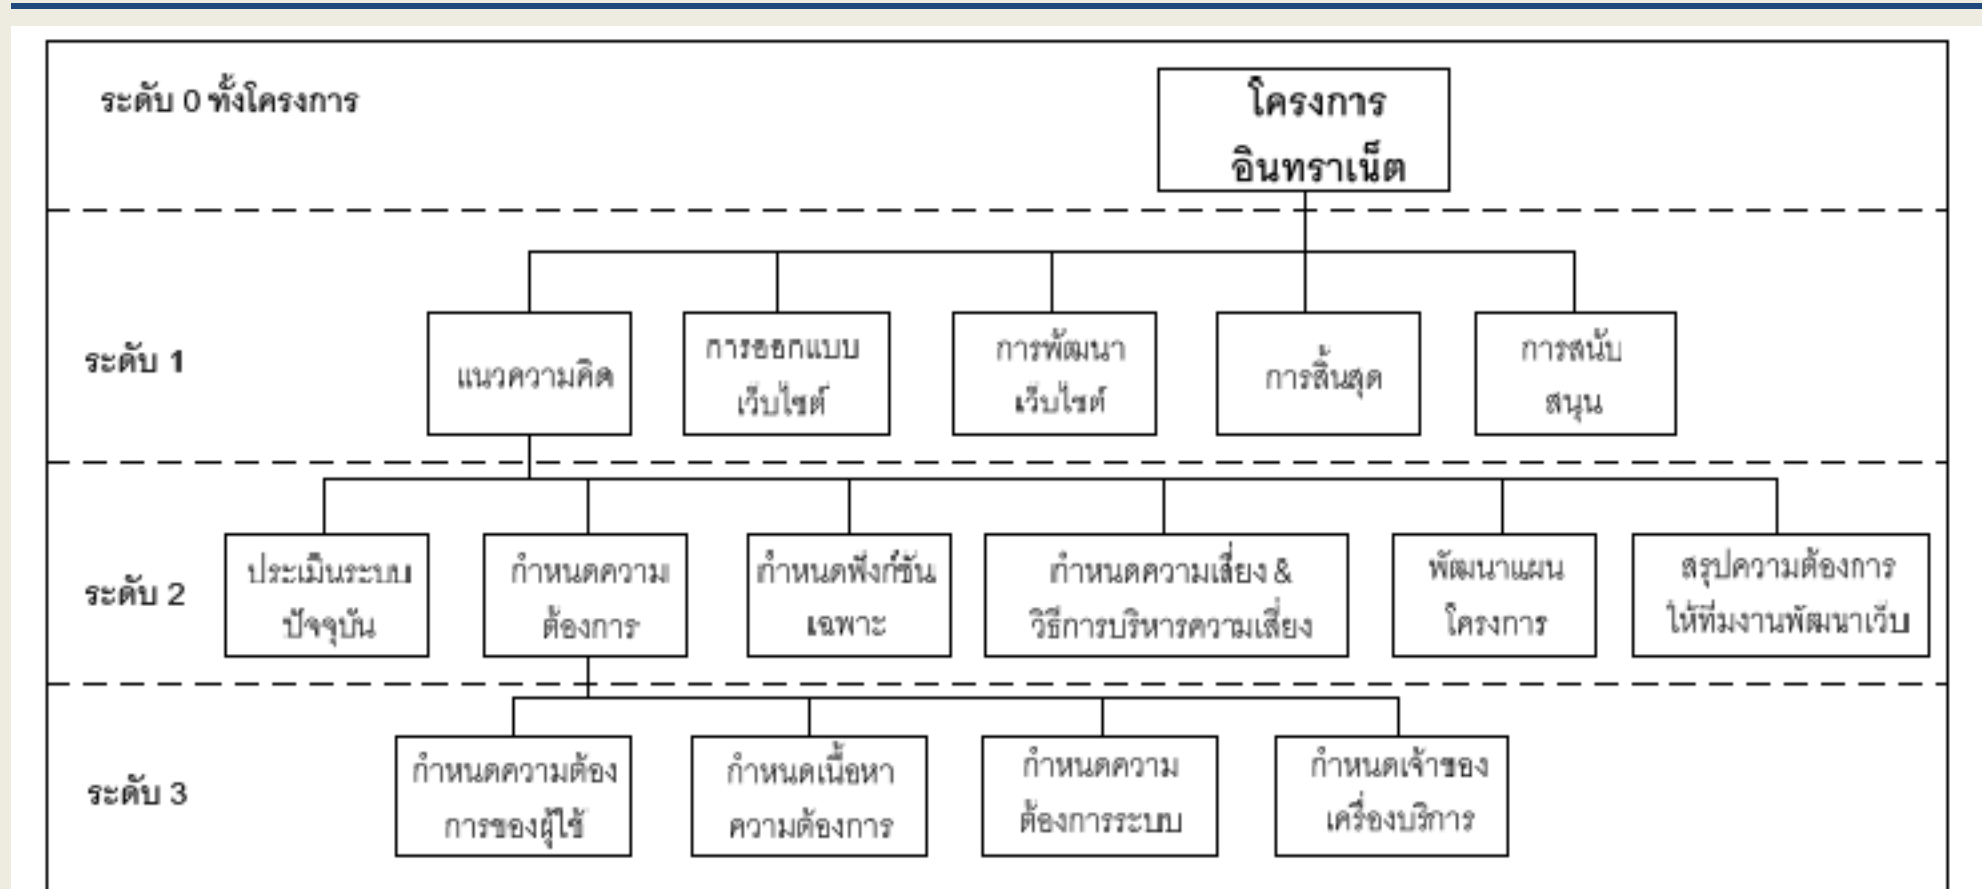 ระดับ 0 ทั้งโครงการ
โครงการ
อินทราเน็ต
ระดับ 1
แนวความคิด
การออกแบบ
เว็บไซต์
การพัฒนา
เว็บไซต์
การสิ้นสุด
การสนับ
สนุน
ระดับ 2
ประเมินระบบ
ปัจจุบัน
กำหนดความ
ต้องการ
กำหนดฟังก์ชัน
เฉพาะ
กำหนดความเสี่ยง &
วิธีการบริหารความเสี่ยง
พัฒนาแผน
โครงการ
สรุปความต้องการ
ให้ทีมงานพัฒนาเว็บ
ระดับ 3
กำหนดความต้อง
การของผู้ใช้
กำหนดเนื้อหา
ความต้องการ
กำหนดความ
ต้องการระบบ
กำหนดเจ้าของ
เครื่องบริการ